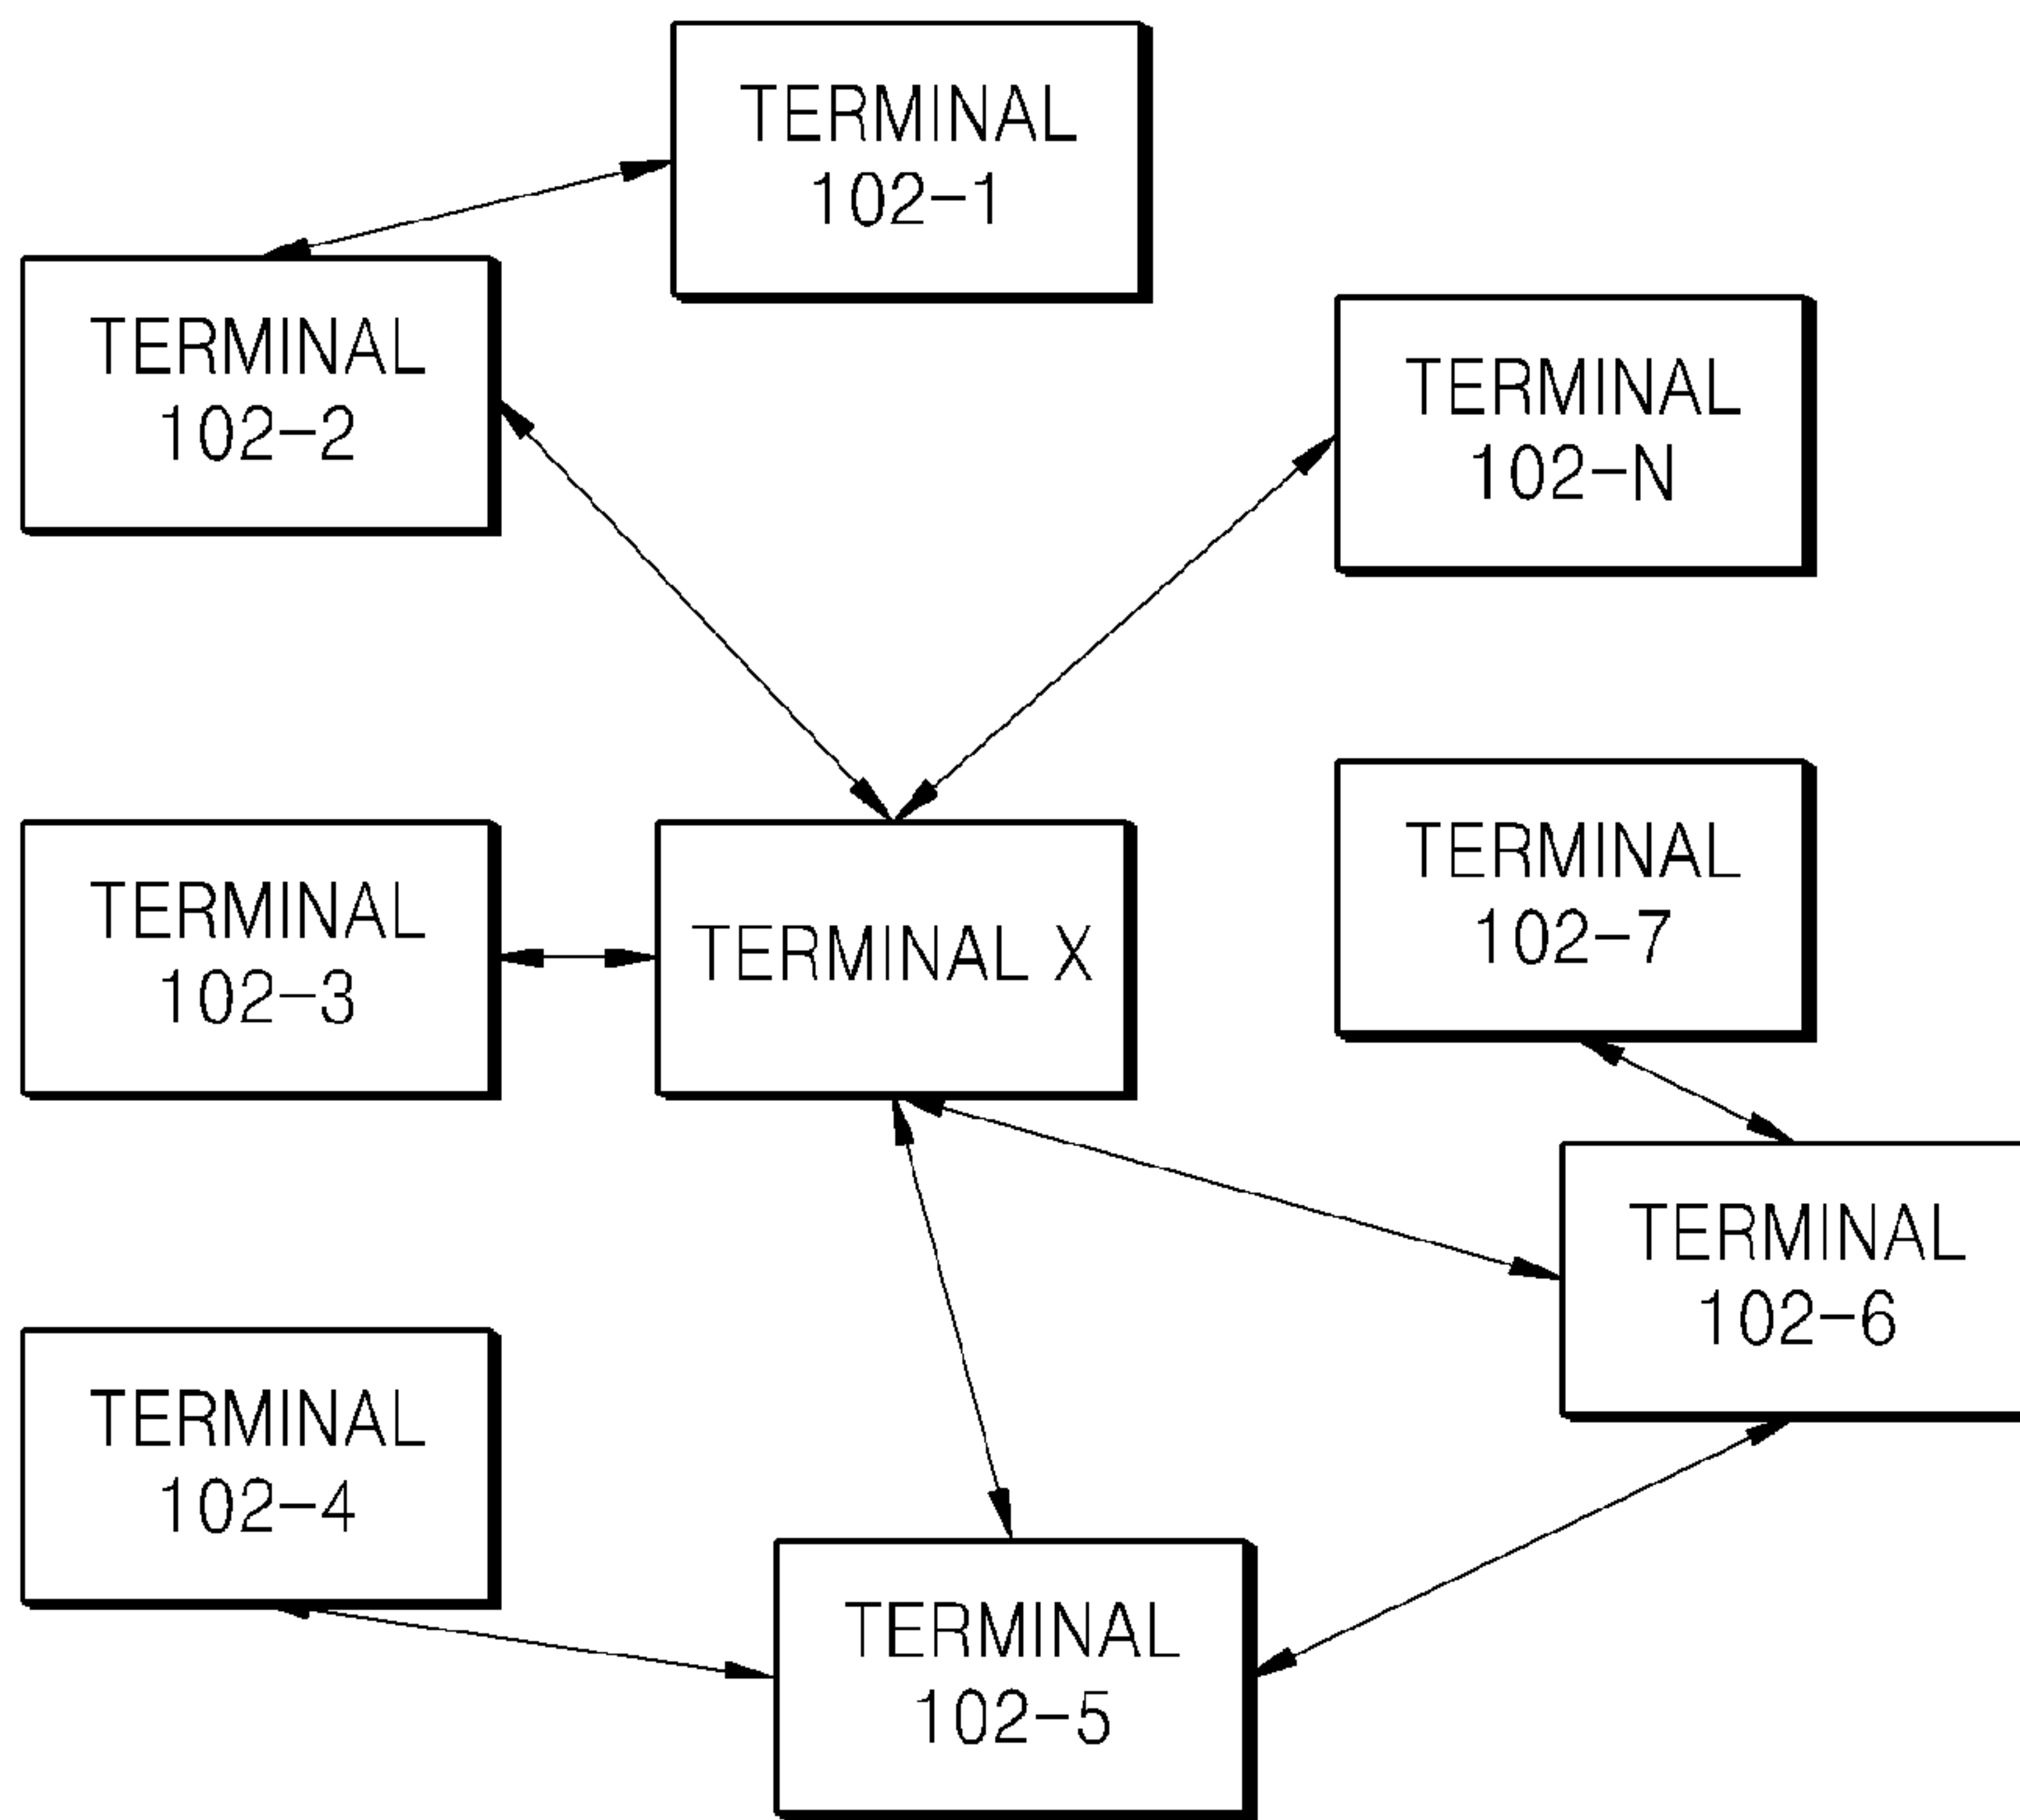 TERMINAL
102-1
TERMINAL
102-2
TERMINAL
102-N
TERMINAL
102-3
TERMINAL X
TERMINAL
102-7
TERMINAL
102-6
TERMINAL
102-4
TERMINAL
102-5